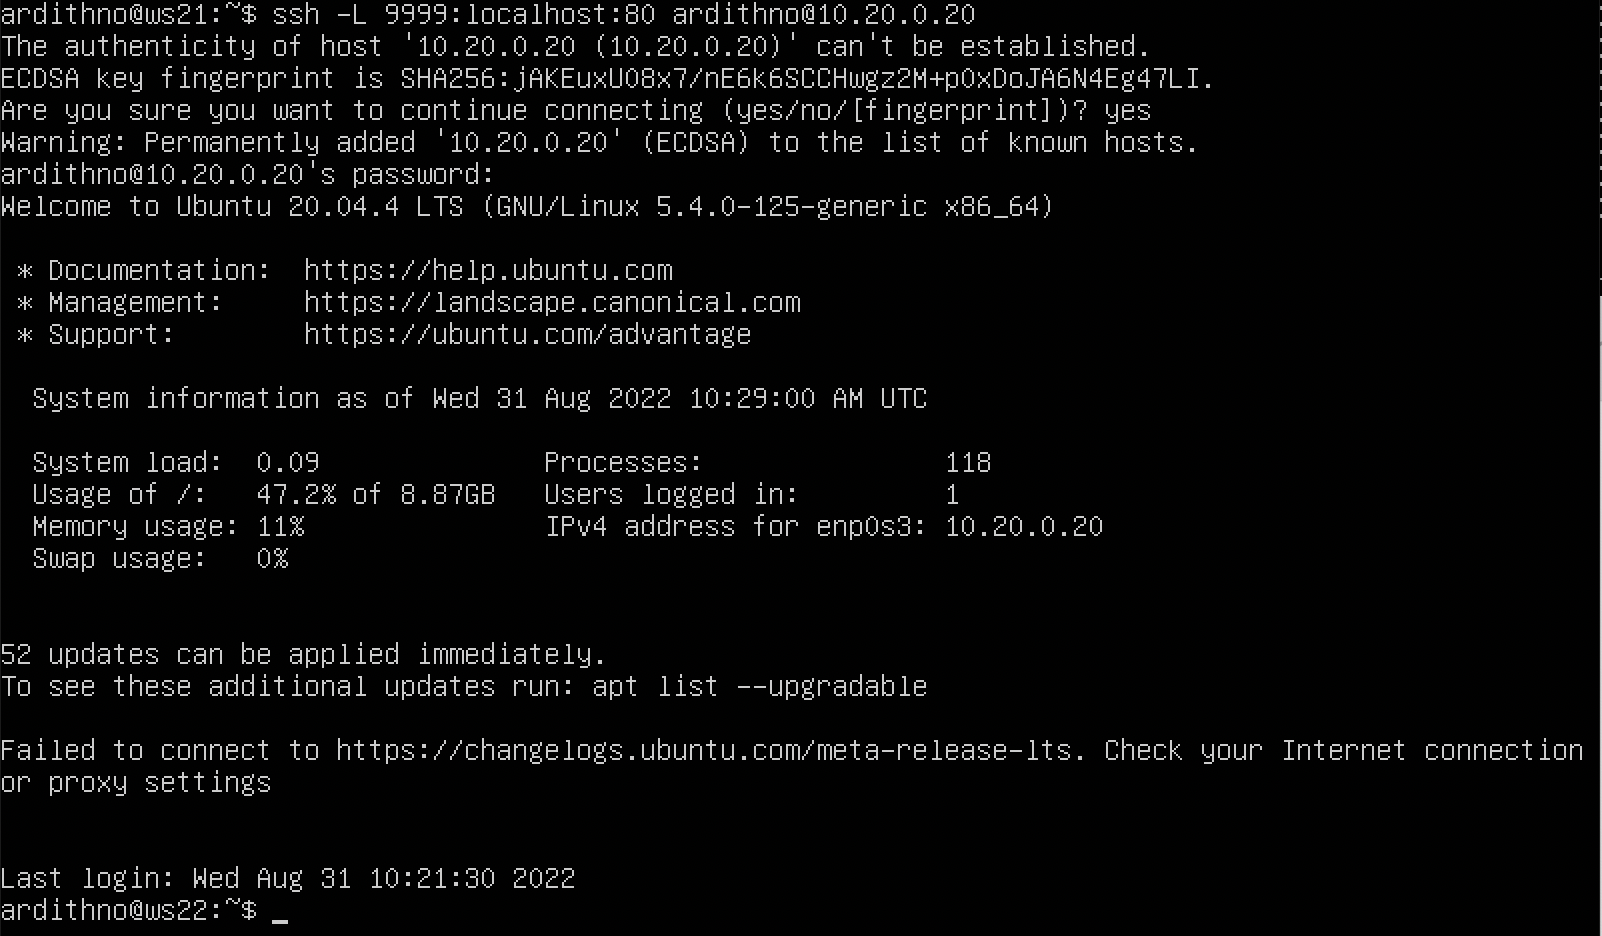 ardithno@ws21:~$ ssh -L 9999:localhost:80 ardithno@10.20.0.20
The authenticity of host '10.20.0.20 (10.20.0.20)' can't be established.
ECDSA key fingerprint is SHA256:jAKEuxUO8x7/nE6k6SCCHwgz2M+pOxDoJA6N4Eg47LI.
Are you sure you want to continue connecting (yes/no/[fingerprint])? yes
Warning: Permanently added '10.20.0.20' (ECDSA) to the list of known hosts.
ardithno@10.20.0.20's password:
Welcome to Ubuntu 20.04.4 LTS (GNU/Linux 5.4.0-125-generic x86_64)

 * Documentation:  https://help.ubuntu.com
 * Management:     https://landscape.canonical.com
 * Support:        https://ubuntu.com/advantage

  System information as of Wed 31 Aug 2022 10:29:00 AM UTC

  System load:  0.09              Processes:               118
  Usage of /:   47.2% of 8.87GB   Users logged in:         1
  Memory usage: 11%               IPv4 address for enp0s3: 10.20.0.20
  Swap usage:   0%

52 updates can be applied immediately.
To see these additional updates run: apt list --upgradable

Failed to connect to https://changelogs.ubuntu.com/meta-release-lts. Check your Internet connection
or proxy settings

Last login: Wed Aug 31 10:21:30 2022
ardithno@ws22:~$ _